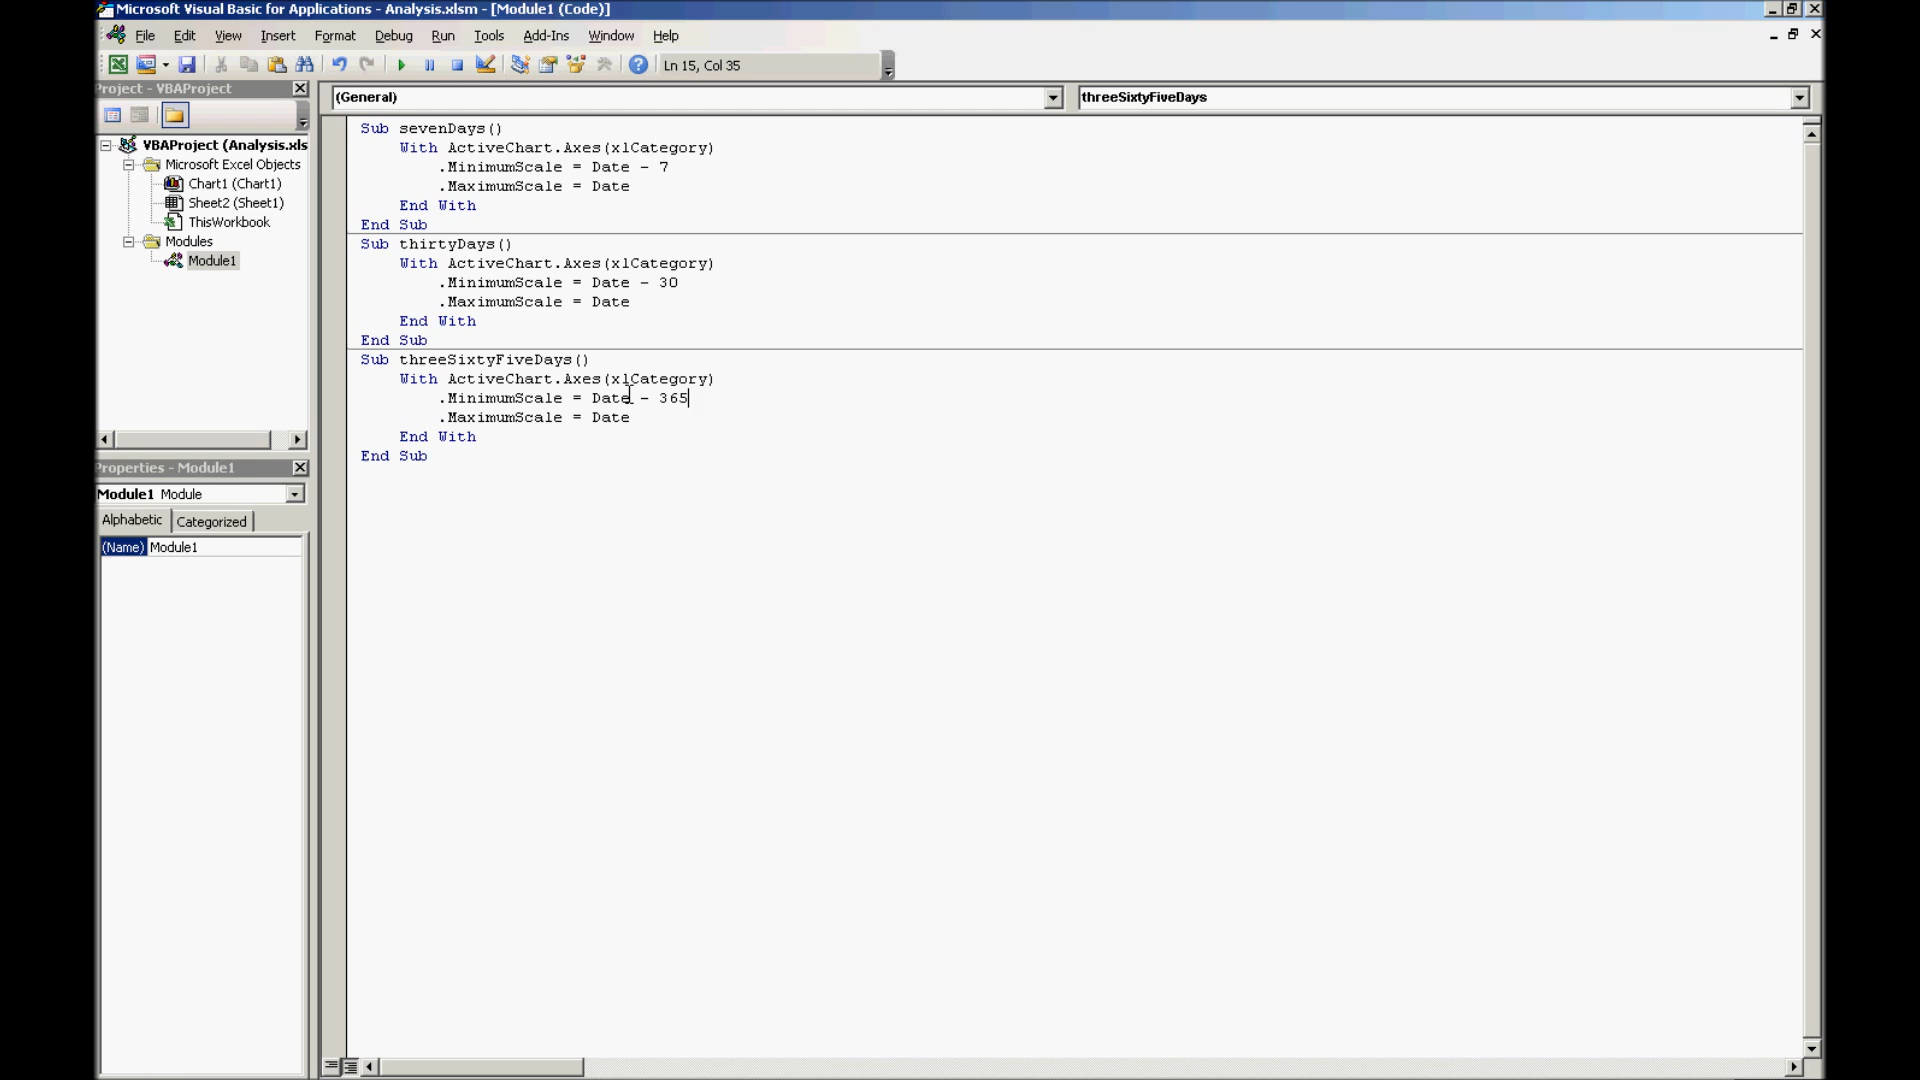 Microsoft Visual Basic for Applications - Analysis.xlsm - [Module1 (Code)]
File Edit View Insert Format Debug Run Tools Add-Ins Window Help
Ln 15, Col 35
Project - VBAProject
(General)
threeSixtyFiveDays
VBAProject (Analysis.xls
Microsoft Excel Objects
Chart1 (Chart1)
Sheet2 (Sheet1)
ThisWorkbook
Modules
Module1
Properties - Module1
Module1 Module
Alphabetic Categorized
(Name) Module1
Sub sevenDays()
With ActiveChart.Axes(xlCategory)
.MinimumScale = Date - 7
.MaximumScale = Date
End With
End Sub
Sub thirtyDays()
With ActiveChart.Axes(xlCategory)
.MinimumScale = Date - 30
.MaximumScale = Date
End With
End Sub
Sub threeSixtyFiveDays()
With ActiveChart.Axes(xlCategory)
.MinimumScale = Date - 365
.MaximumScale = Date
End With
End Sub